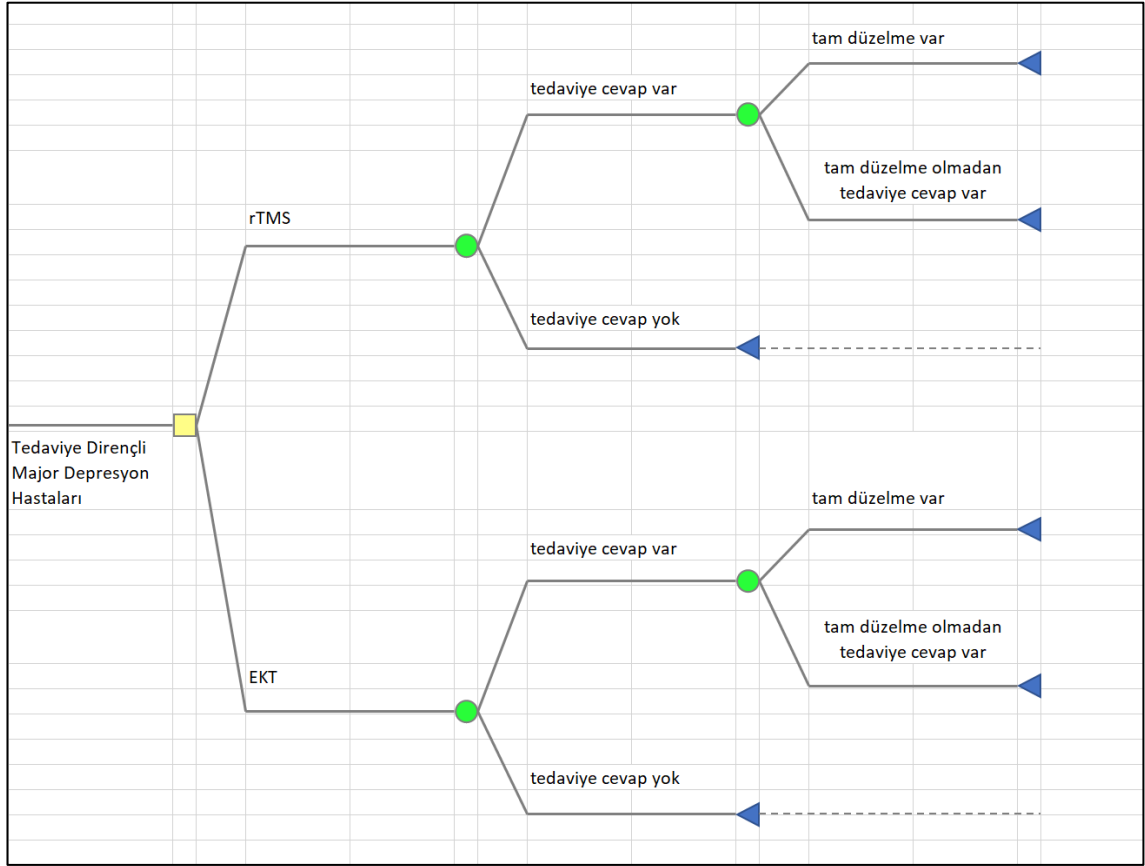 tam düzelme var
tedaviye cevap var
tam düzelme olmadan
tedaviye cevap var
rTMS
tedaviye cevap yok
Tedaviye Dirençli
Major Depresyon
Hastaları
tam düzelme var
tedaviye cevap var
tam düzelme olmadan
tedaviye cevap var
EKT
tedaviye cevap yok